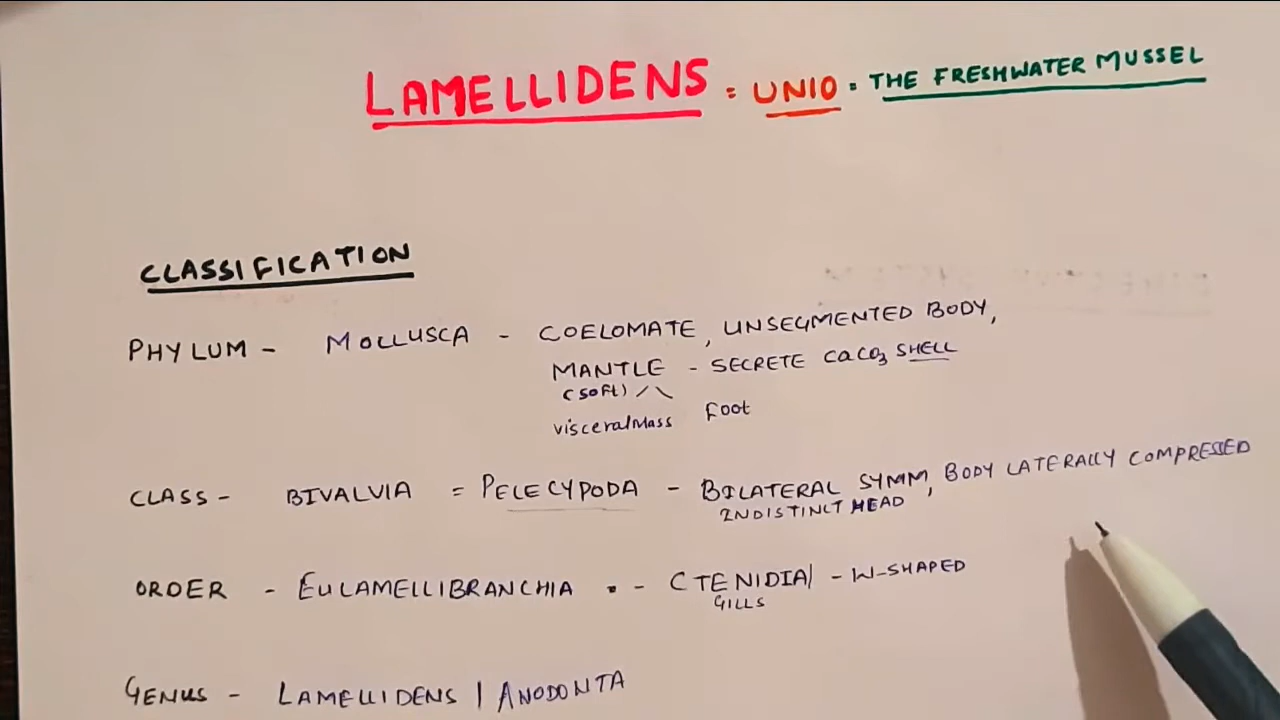 LAMELLIDENS = UNIO = THE FRESHWATER MUSSEL
CLASSIFICATION
PHYLUM - MOLLUSCA - COELOMATE, UNSEGMENTED BODY,
MANTLE - SECRETE CaCO3 SHELL
(Soft)
visceralMass Foot
CLASS - BIVALVIA = PELECYPODA - BILATERAL SYMM, BODY LATERALLY COMPRESSED
INDISTINCT HEAD
ORDER - EULAMELLIBRANCHIA - CTENIDIA/ - W-SHAPED
GILLS
GENUS - LAMELLIDENS / ANODONTA